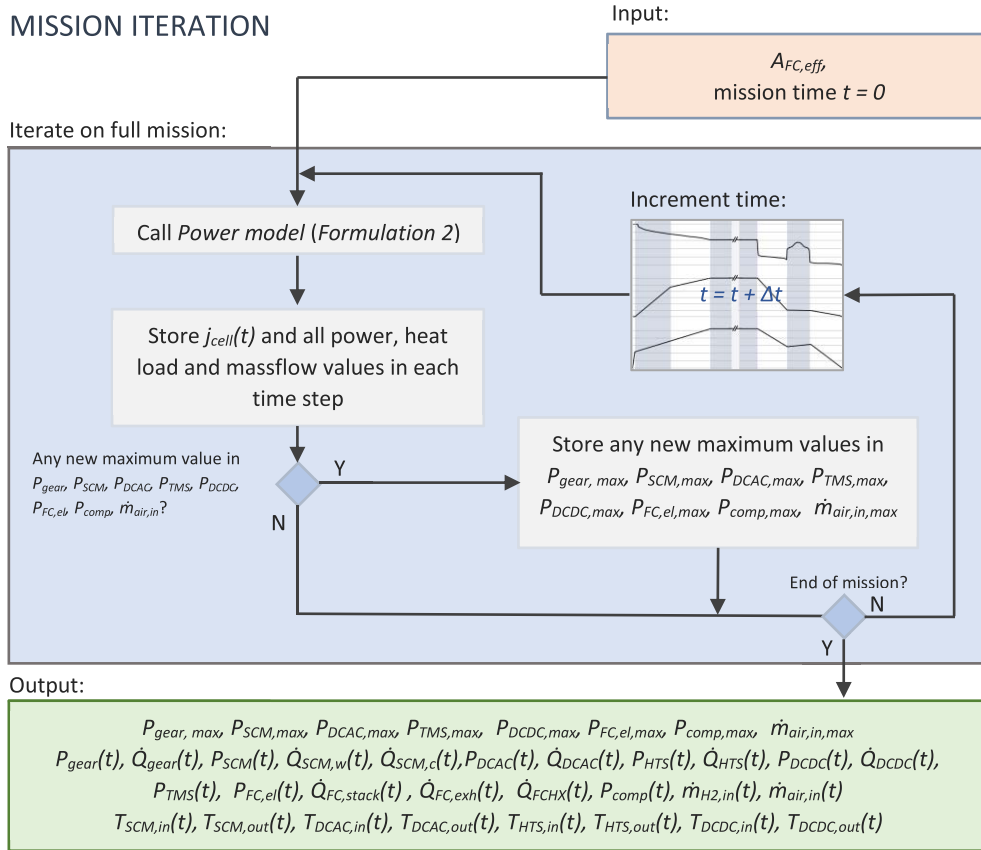 MISSION ITERATION
Input:
A_FC,eff,
mission time t = 0
Iterate on full mission:
Increment time:
t = t + Δt
Call Power model (Formulation 2)
Store j_cell(t) and all power, heat
load and massflow values in each
time step
Any new maximum value in
P_gear, P_SCM, P_DCAC, P_TMS, P_DCDC,
P_FC,el, P_comp, ṁ_air,in?
Y
N
Store any new maximum values in
P_gear, max, P_SCM,max, P_DCAC,max, P_TMS,max,
P_DCDC,max, P_FC,el,max, P_comp,max, ṁ_air,in,max
End of mission?
N
Y
Output:
P_gear, max, P_SCM,max, P_DCAC,max, P_TMS,max, P_DCDC,max, P_FC,el,max, P_comp,max, ṁ_air,in,max
P_gear(t), Q̇_gear(t), P_SCM(t), Q̇_SCM,w(t), Q̇_SCM,c(t),P_DCAC(t), Q̇_DCAC(t), P_HTS(t), Q̇_HTS(t), P_DCDC(t), Q̇_DCDC(t),
P_TMS(t), P_FC,el(t), Q̇_FC,stack(t) , Q̇_FC,exh(t), Q̇_FCHX(t), P_comp(t), ṁ_H2,in(t), ṁ_air,in(t)
T_SCM,in(t), T_SCM,out(t), T_DCAC,in(t), T_DCAC,out(t), T_HTS,in(t), T_HTS,out(t), T_DCDC,in(t), T_DCDC,out(t)